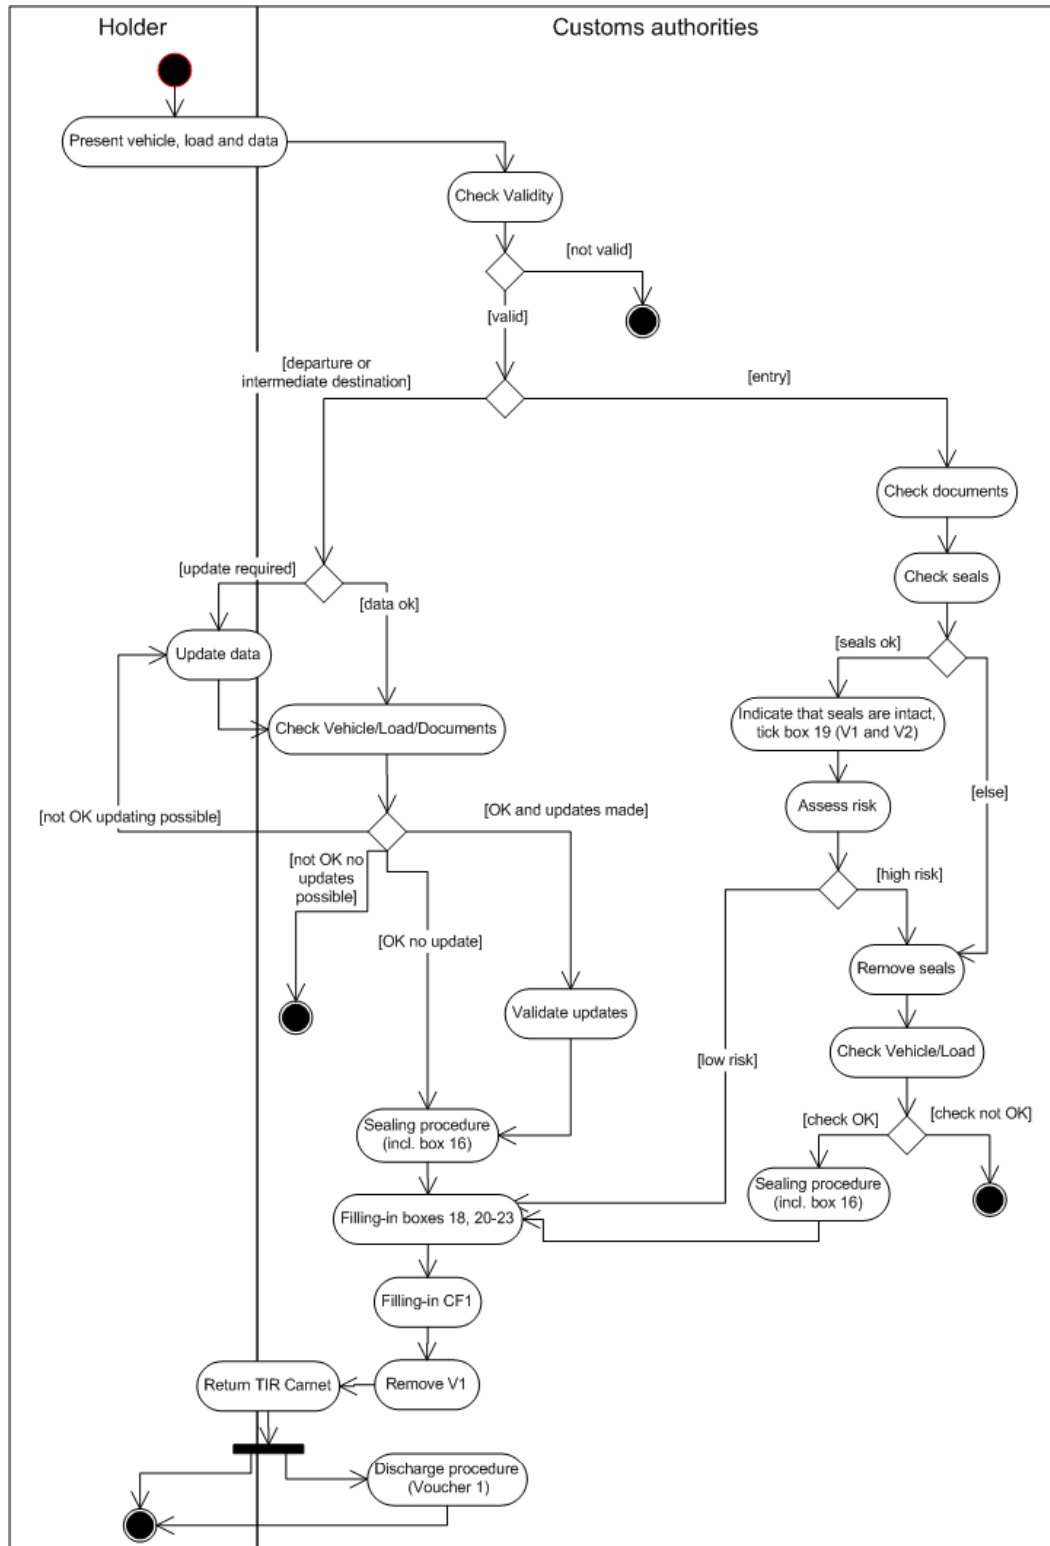 Holder
Customs authorities
Present vehicle, load and data
Check Validity
[not valid]
[valid]
[departure or
intermediate destination]
[entry]
Check documents
[update required]
[data ok]
Check seals
Update data
[seals ok]
Check Vehicle/Load/Documents
Indicate that seals are intact,
tick box 19 (V1 and V2)
[else]
[not OK updating possible]
[OK and updates made]
Assess risk
[not OK no
updates
possible]
[high risk]
[OK no update]
Remove seals
Validate updates
[low risk]
Check Vehicle/Load
[check OK]
[check not OK]
Sealing procedure
(incl. box 16)
Sealing procedure
(incl. box 16)
Filling-in boxes 18, 20-23
Filling-in CF1
Return TIR Carnet
Remove V1
Discharge procedure
(Voucher 1)